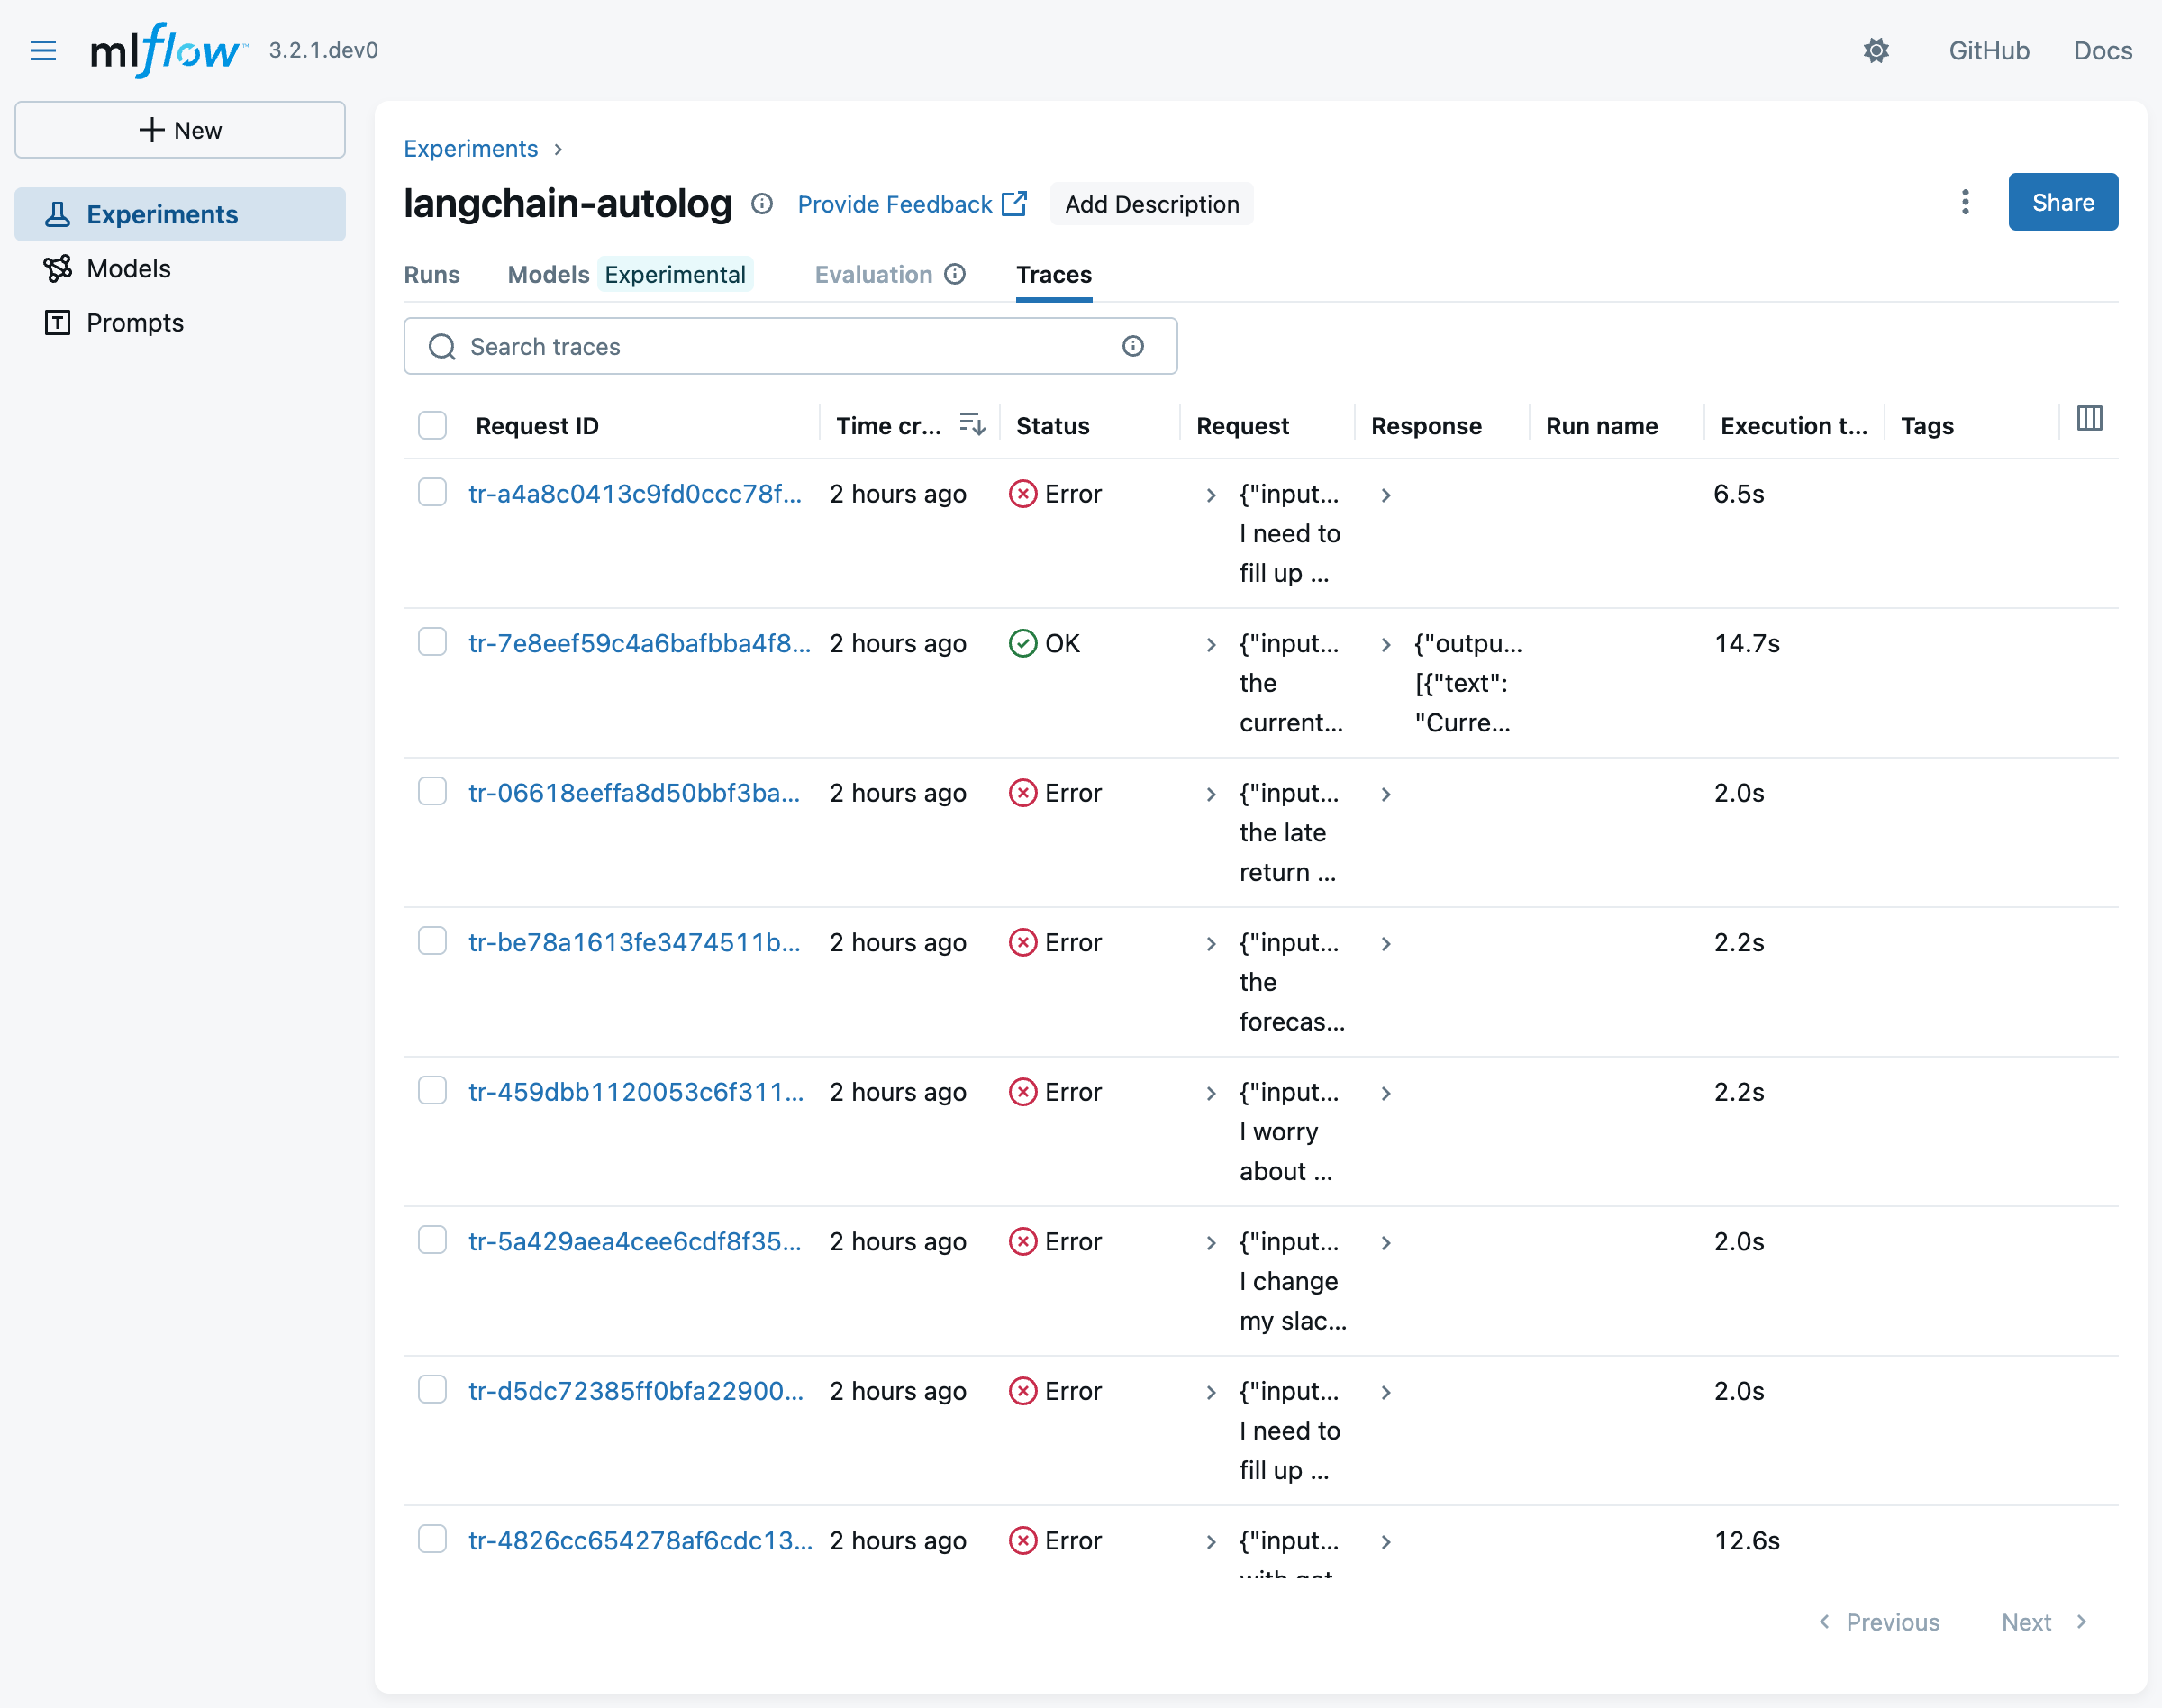 mlflow™ 3.2.1.dev0 GitHub Docs
New
Experiments
Models
Prompts
Experiments
langchain-autolog Provide Feedback Add Description Share
Runs Models Experimental Evaluation Traces
Search traces
Request ID Time cr... Status Request Response Run name Execution t... Tags
tr-a4a8c0413c9fd0ccc78f... 2 hours ago Error {"input... 6.5s
I need to
fill up ...
tr-7e8eef59c4a6bafbba4f8... 2 hours ago OK {"input... {"outpu... 14.7s
the [{"text":
current... "Curre...
tr-06618eeffa8d50bbf3ba... 2 hours ago Error {"input... 2.0s
the late
return ...
tr-be78a1613fe3474511b... 2 hours ago Error {"input... 2.2s
the
forecas...
tr-459dbb1120053c6f311... 2 hours ago Error {"input... 2.2s
I worry
about ...
tr-5a429aea4cee6cdf8f35... 2 hours ago Error {"input... 2.0s
I change
my slac...
tr-d5dc72385ff0bfa22900... 2 hours ago Error {"input... 2.0s
I need to
fill up ...
tr-4826cc654278af6cdc13... 2 hours ago Error {"input... 12.6s
Previous Next